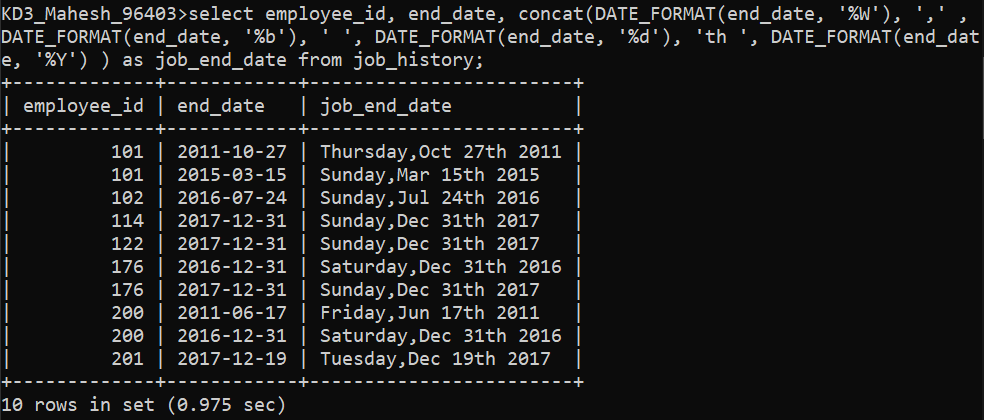 KD3_Mahesh_96403>select employee_id, end_date, concat(DATE_FORMAT(end_date, '%W'), ',' ,
DATE_FORMAT(end_date, '%b'), ' ', DATE_FORMAT(end_date, '%d'), 'th ', DATE_FORMAT(end_dat
e, '%Y') ) as job_end_date from job_history;
+-------------+------------+------------------------+
| employee_id | end_date   | job_end_date           |
+-------------+------------+------------------------+
|         101 | 2011-10-27 | Thursday,Oct 27th 2011 |
|         101 | 2015-03-15 | Sunday,Mar 15th 2015   |
|         102 | 2016-07-24 | Sunday,Jul 24th 2016   |
|         114 | 2017-12-31 | Sunday,Dec 31th 2017   |
|         122 | 2017-12-31 | Sunday,Dec 31th 2017   |
|         176 | 2016-12-31 | Saturday,Dec 31th 2016 |
|         176 | 2017-12-31 | Sunday,Dec 31th 2017   |
|         200 | 2011-06-17 | Friday,Jun 17th 2011   |
|         200 | 2016-12-31 | Saturday,Dec 31th 2016 |
|         201 | 2017-12-19 | Tuesday,Dec 19th 2017  |
+-------------+------------+------------------------+
10 rows in set (0.975 sec)